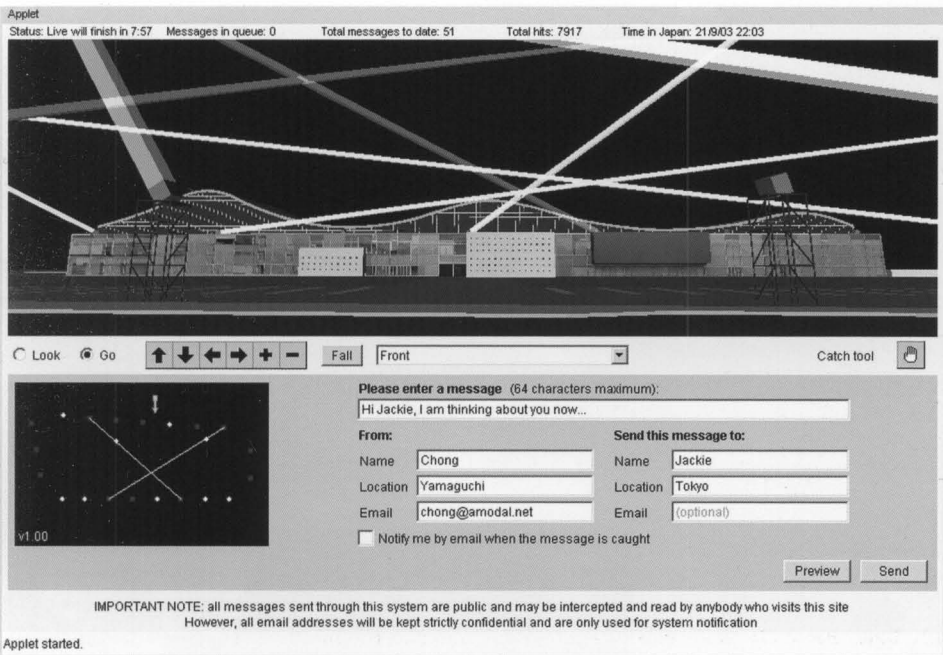 Applet
Status: Live will finish in 7:57 Messages in queue: 0 Total messages to date: 51 Total hits: 7917 Time in Japan: 21/9/03 22:03
Look Go Fall Front Catch tool
Please enter a message (64 characters maximum):
Hi Jackie, I am thinking about you now...
From: Send this message to:
Name Chong Name Jackie
Location Yamaguchi Location Tokyo
Email chong@amodal.net Email (optional)
Notify me by email when the message is caught
v1.00
Preview Send
IMPORTANT NOTE: all messages sent through this system are public and may be intercepted and read by anybody who visits this site
However, all email addresses will be kept strictly confidential and are only used for system notification
Applet started.